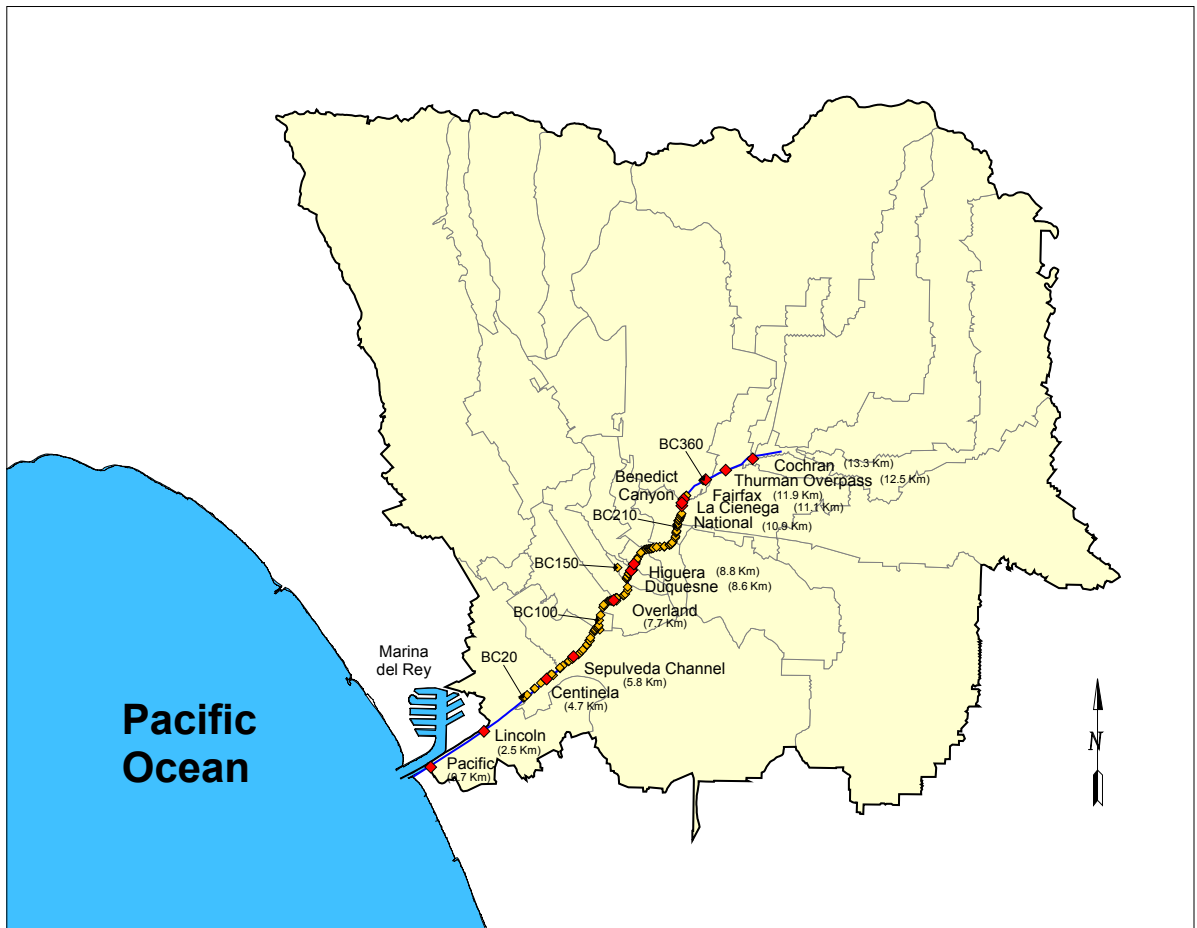 BC360
Cochran (13.3 Km)
Benedict
Canyon
Thurman Overpass (12.5 Km)
Fairfax (11.9 Km)
La Cienega (11.1 Km)
BC210
National (10.9 Km)
BC150
Higuera (8.8 Km)
Duquesne (8.6 Km)
BC100
Overland
(7.7 Km)
Marina
del Rey
BC20
Sepulveda Channel
(5.8 Km)
Centinela
(4.7 Km)
Pacific
Ocean
Lincoln
(2.5 Km)
Pacific
(0.7 Km)
N